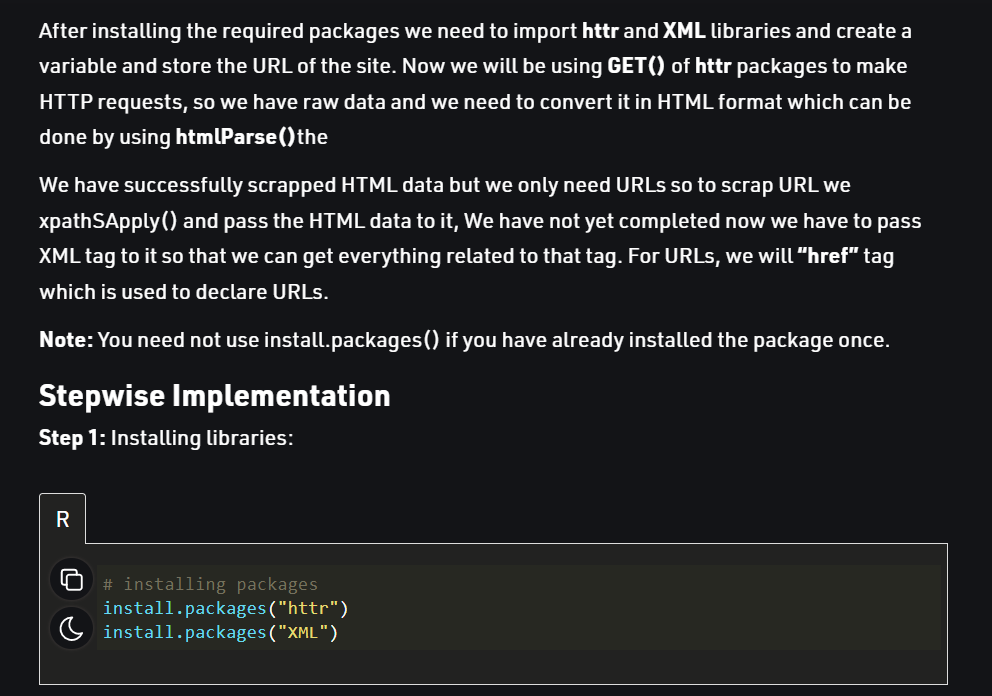 After installing the required packages we need to import httr and XML libraries and create a
variable and store the URL of the site. Now we will be using GET() of httr packages to make
HTTP requests, so we have raw data and we need to convert it in HTML format which can be
done by using htmlParse()the
We have successfully scrapped HTML data but we only need URLs so to scrap URL we
xpathSApply() and pass the HTML data to it, We have not yet completed now we have to pass
XML tag to it so that we can get everything related to that tag. For URLs, we will “href” tag
which is used to declare URLs.
Note: You need not use install.packages() if you have already installed the package once.
Stepwise Implementation
Step 1: Installing libraries:
R
# installing packages
install.packages("httr")
install.packages("XML")